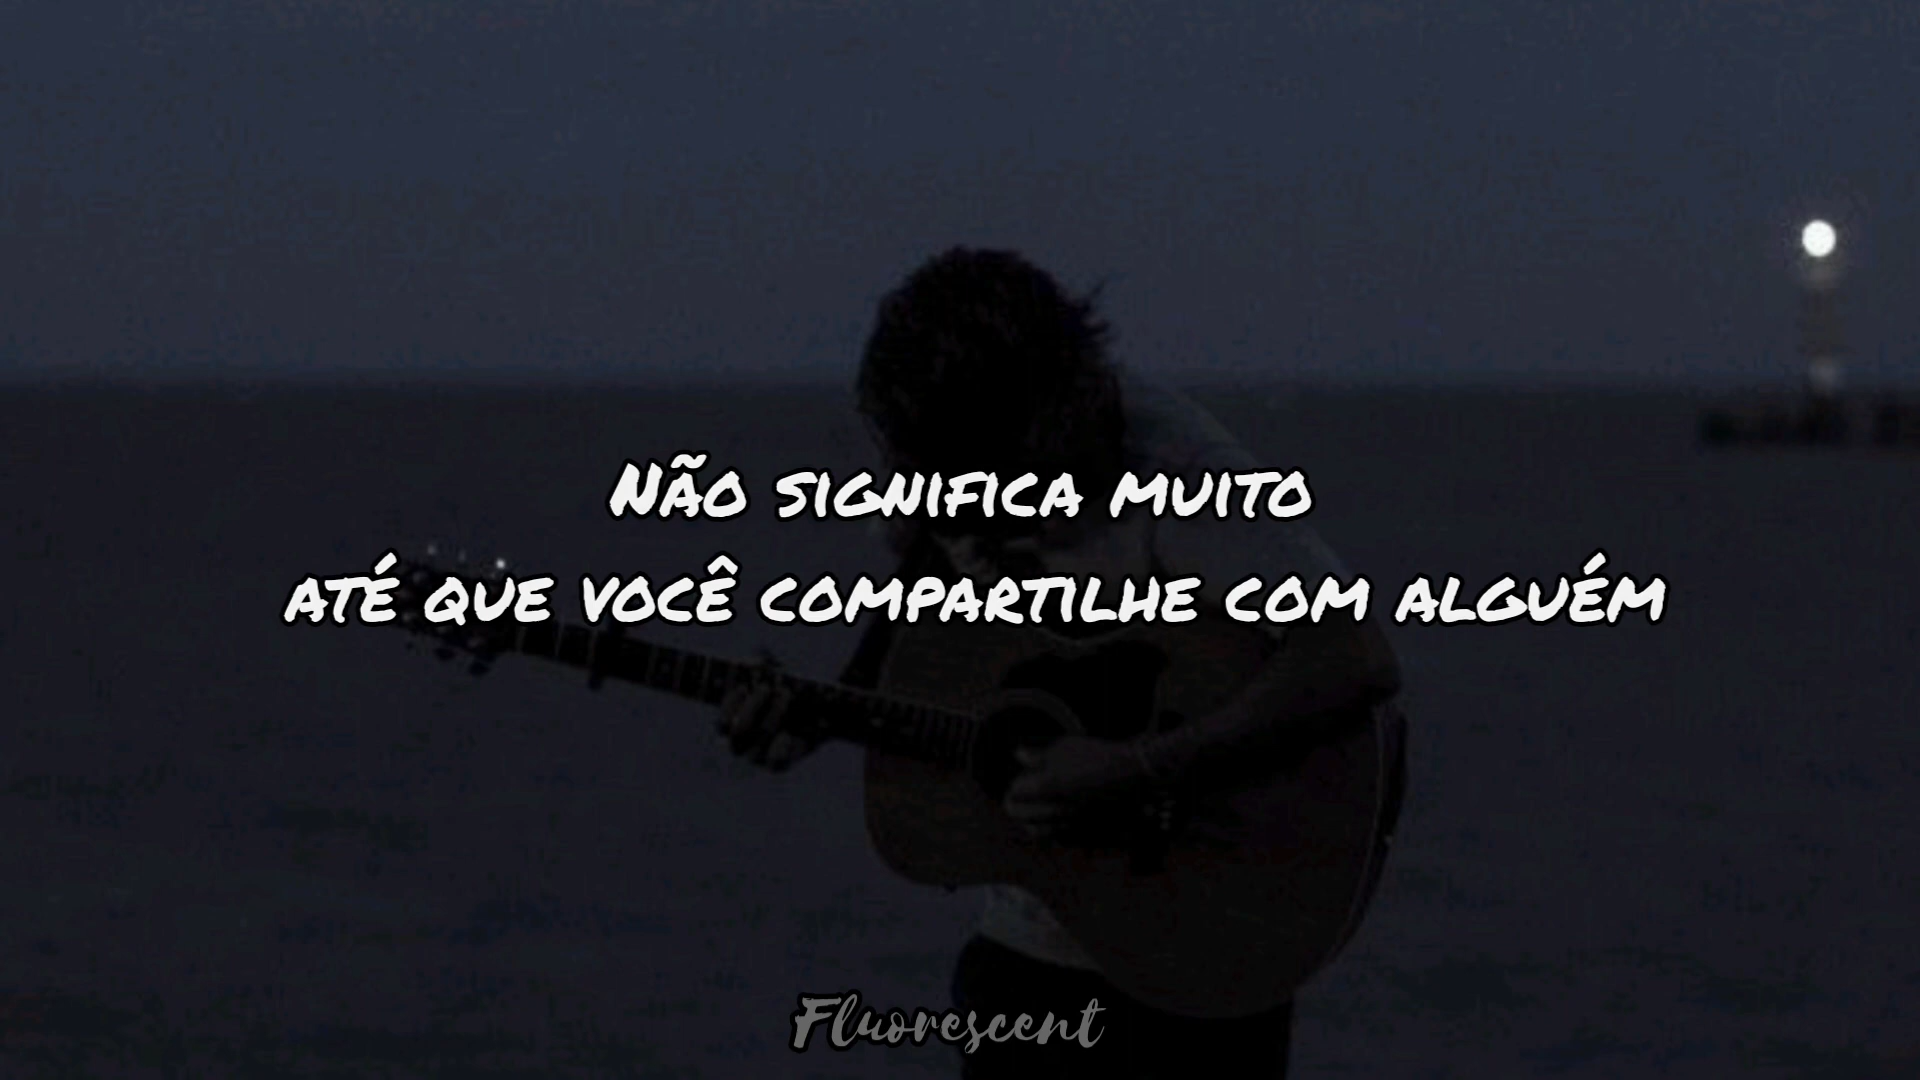 Não significa muito
até que você compartilhe com alguém
Fluorescent